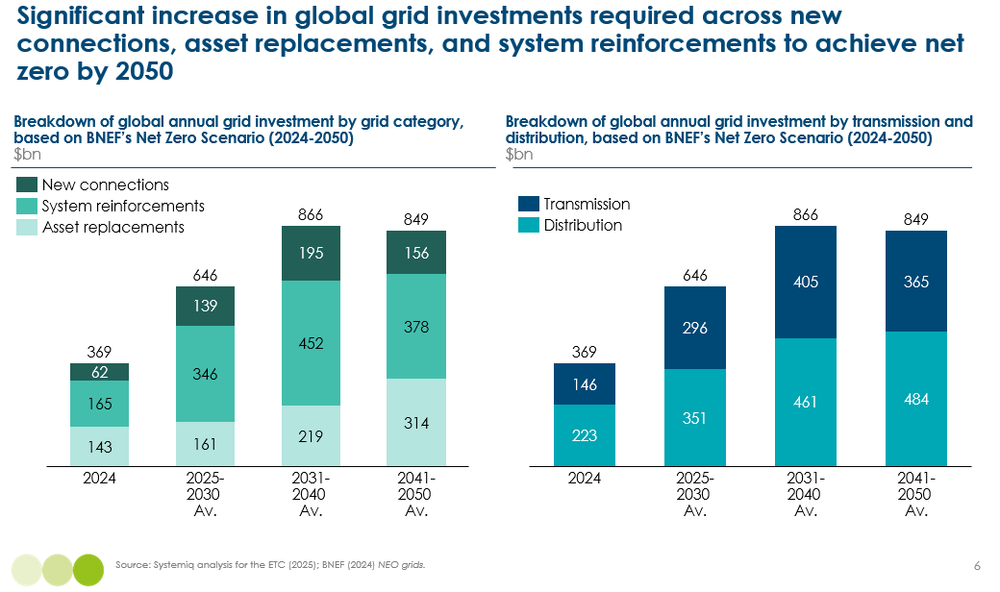 Significant increase in global grid investments required across new
connections, asset replacements, and system reinforcements to achieve net
zero by 2050
Breakdown of global annual grid investment by grid category,
based on BNEF's Net Zero Scenario (2024-2050)
$bn
New connections
System reinforcements
Asset replacements
369
62
165
143
646
139
346
161
866
195
452
219
849
156
378
314
2024
2025-
2030
Av.
2031-
2040
Av.
2041-
2050
Av.
Breakdown of global annual grid investment by transmission and
distribution, based on BNEF's Net Zero Scenario (2024-2050)
$bn
Transmission
Distribution
369
146
223
646
296
351
866
405
461
849
365
484
2024
2025-
2030
Av.
2031-
2040
Av.
2041-
2050
Av.
Source: Systemiq analysis for the ETC (2025); BNEF (2024) NEO grids.
6